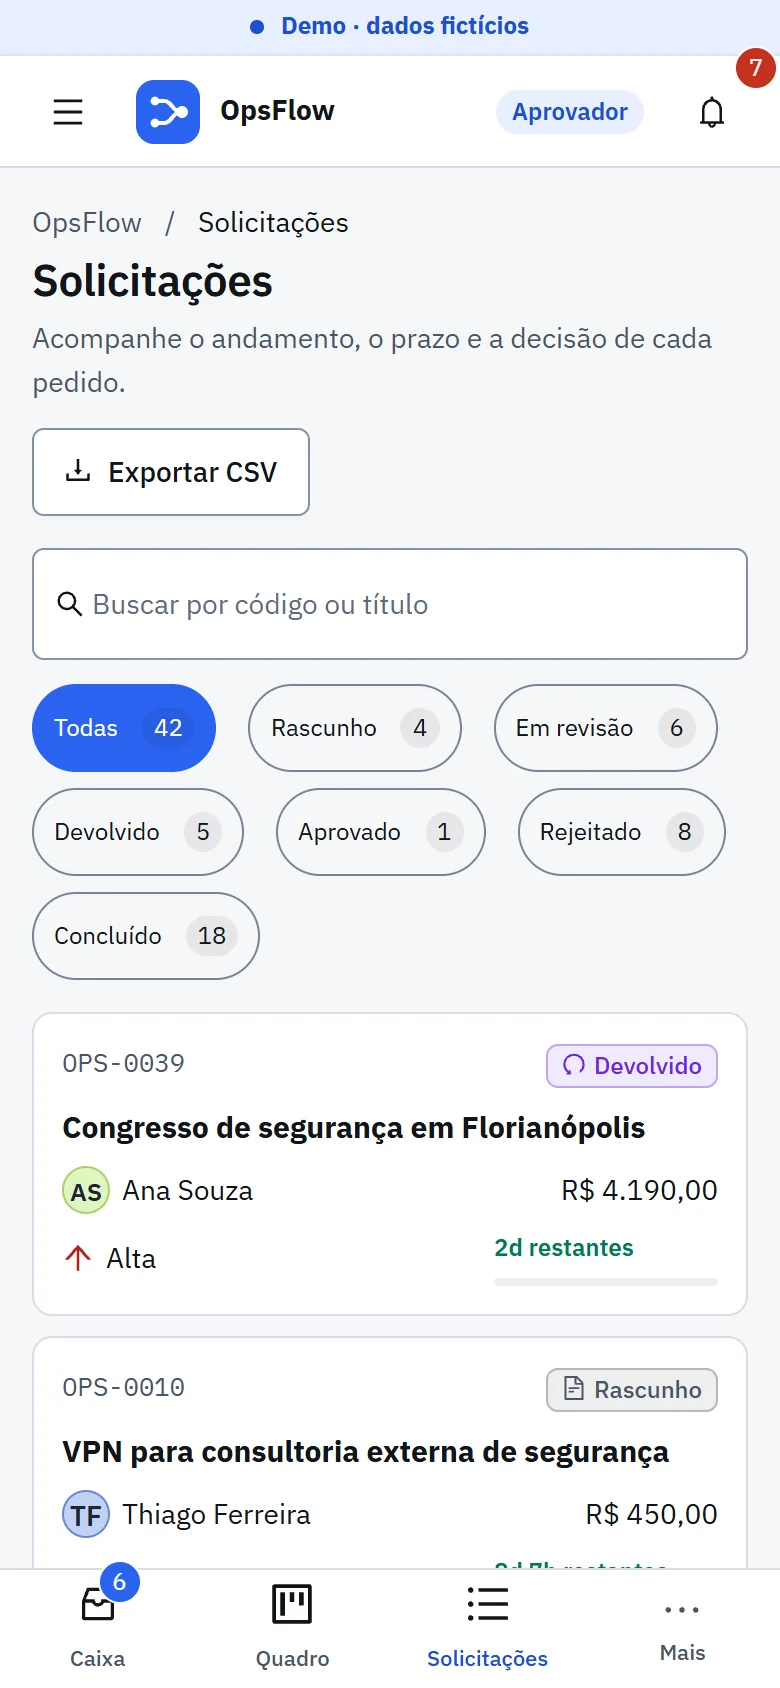 Demo · dados fictícios
7
OpsFlow
Aprovador
OpsFlow / Solicitações
Solicitações
Acompanhe o andamento, o prazo e a decisão de cada
pedido.
Exportar CSV
Buscar por código ou título
Todas 42
Rascunho 4
Em revisão 6
Devolvido 5
Aprovado 1
Rejeitado 8
Concluído 18
OPS-0039
Devolvido
Congresso de segurança em Florianópolis
AS Ana Souza
R$ 4.190,00
Alta
2d restantes
OPS-0010
Rascunho
VPN para consultoria externa de segurança
TF Thiago Ferreira
R$ 450,00
6
Caixa
Quadro
Solicitações
Mais